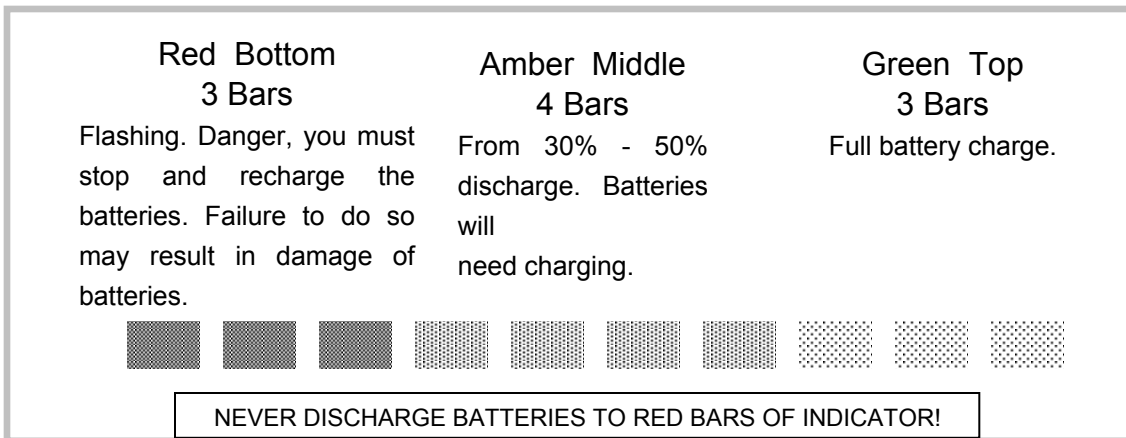 Red Bottom
3 Bars
Flashing. Danger, you must
stop and recharge the
batteries. Failure to do so
may result in damage of
batteries.
Amber Middle
4 Bars
From 30% - 50%
discharge. Batteries
will
need charging.
Green Top
3 Bars
Full battery charge.
NEVER DISCHARGE BATTERIES TO RED BARS OF INDICATOR!